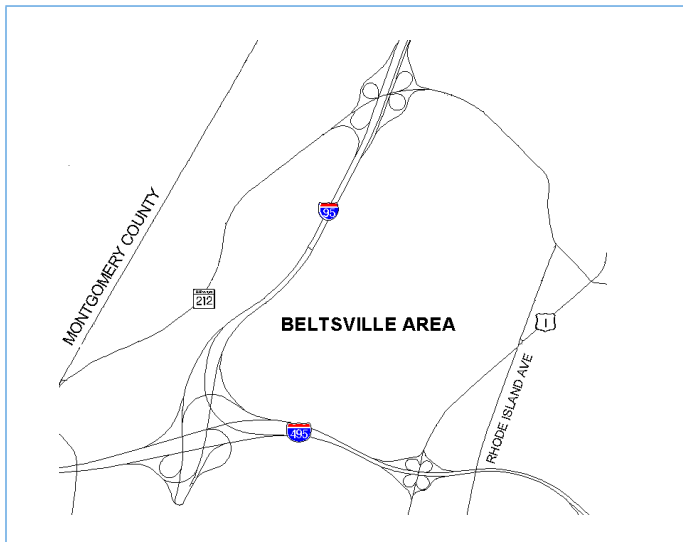 MONTGOMERY COUNTY
95
212
BELTSVILLE AREA
1
RHODE ISLAND AVE
495